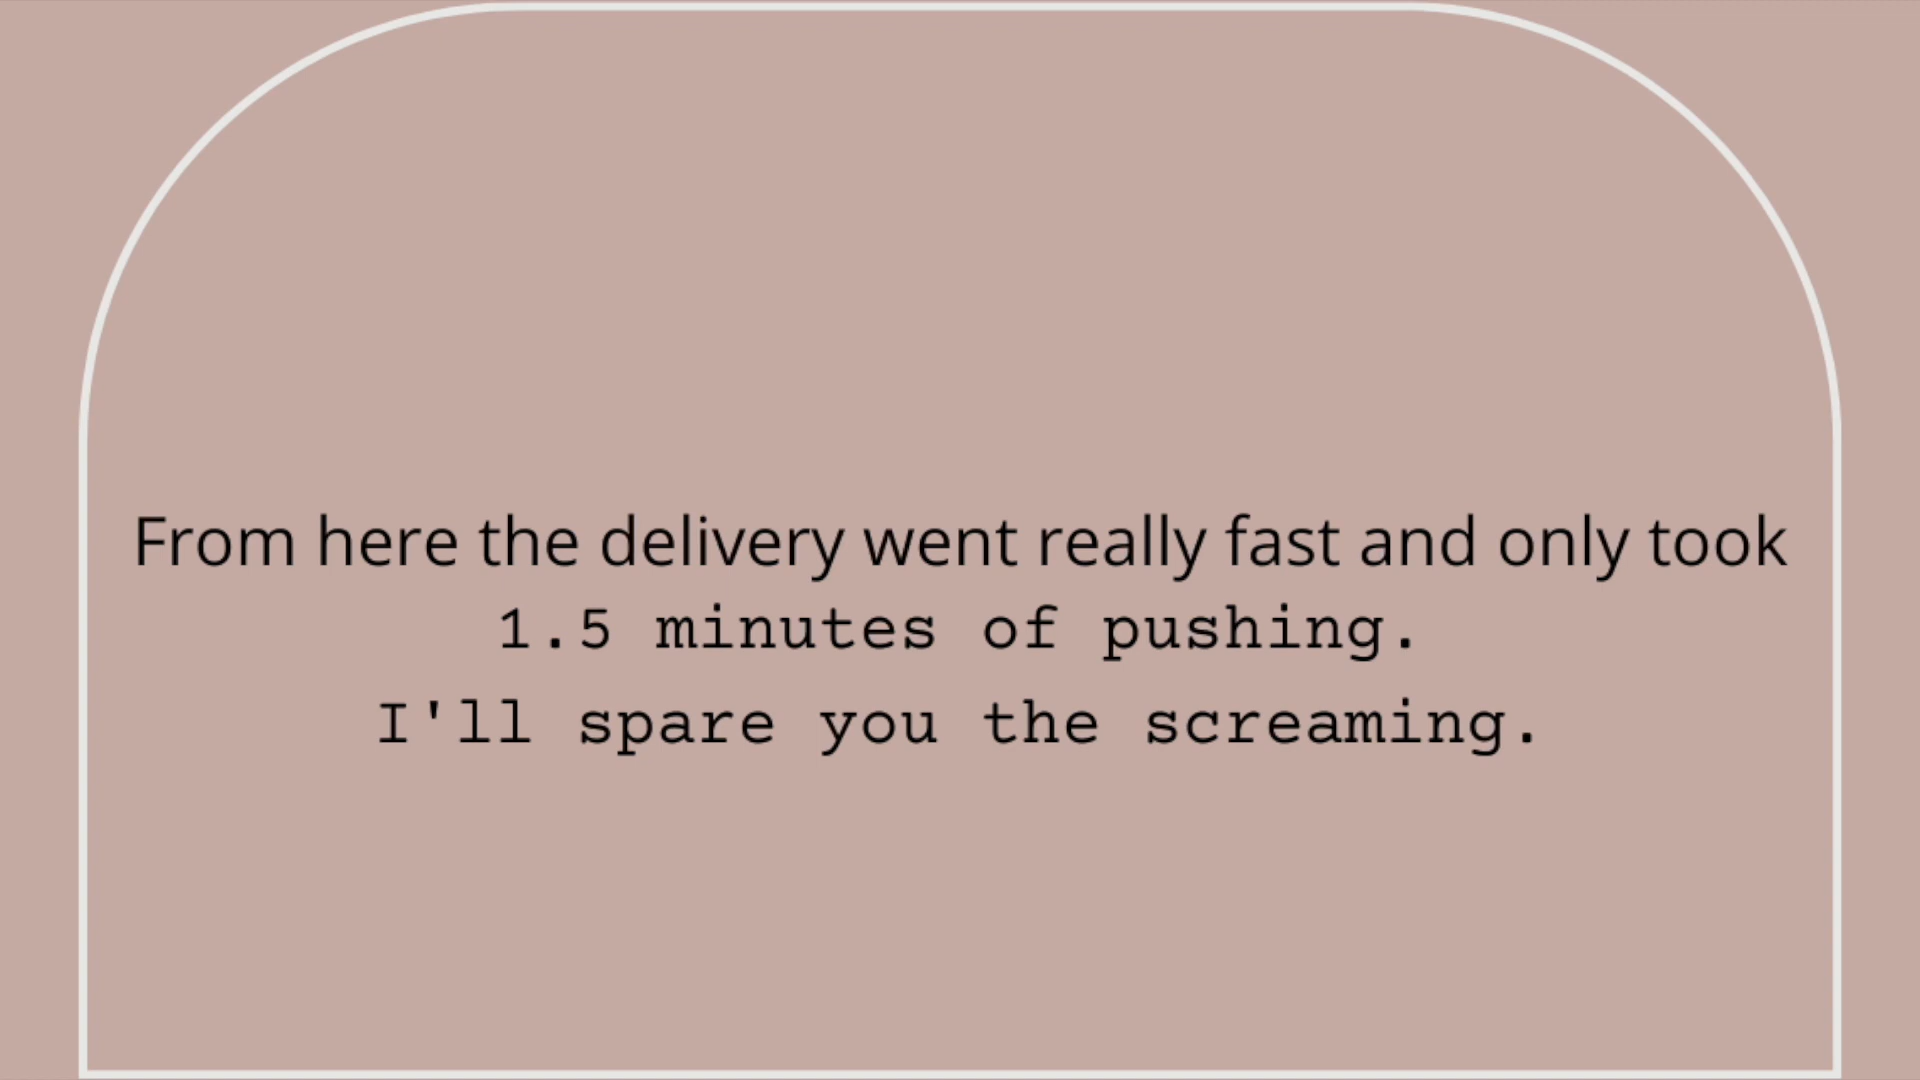 From here the delivery went really fast and only took
1.5 minutes of pushing.
I'll spare you the screaming.